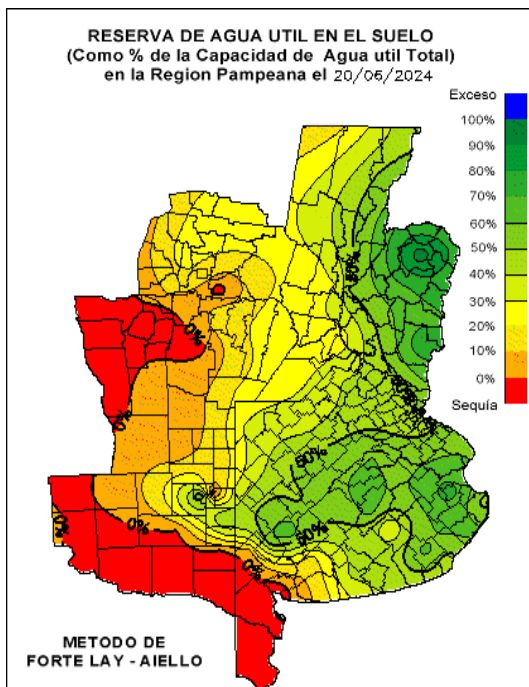 RESERVA DE AGUA UTIL EN EL SUELO
(Como % de la Capacidad de Agua util Total)
en la Region Pampeana el 20/06/2024
Exceso
100%
90%
80%
70%
60%
50%
40%
30%
20%
10%
0%
Sequía
50%
0%
0%
50%
50%
0%
0%
0%
METODO DE
FORTE LAY - AIELLO